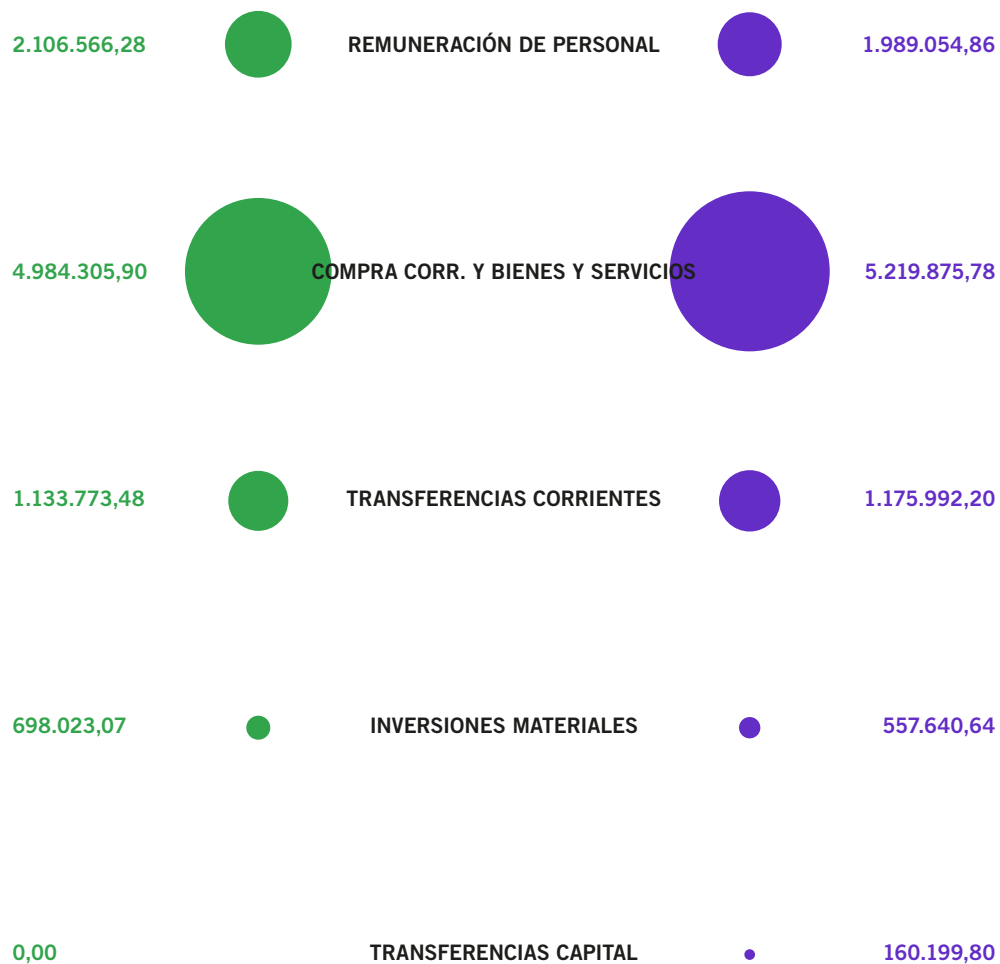 2.106.566,28 REMUNERACIÓN DE PERSONAL 1.989.054,86
4.984.305,90 COMPRA CORR. Y BIENES Y SERVICIOS 5.219.875,78
1.133.773,48 TRANSFERENCIAS CORRIENTES 1.175.992,20
698.023,07 INVERSIONES MATERIALES 557.640,64
0,00 TRANSFERENCIAS CAPITAL 160.199,80